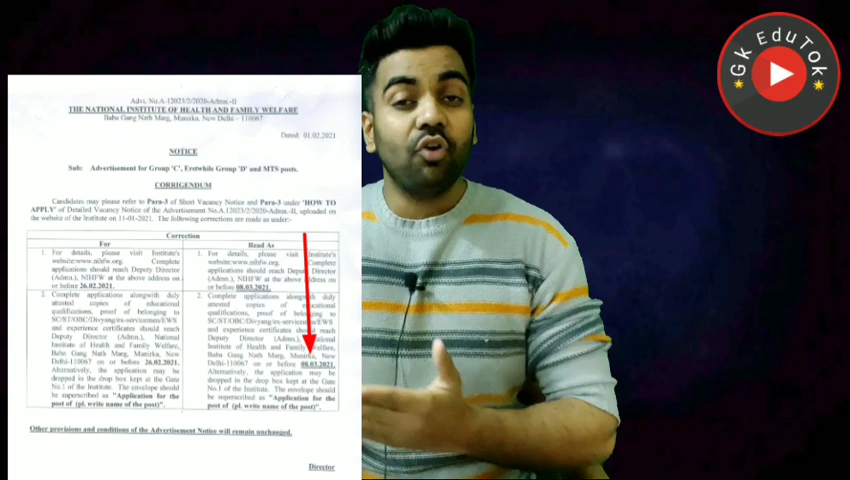 Advt. No.A-12023/2/2020-Admn.-II
THE NATIONAL INSTITUTE OF HEALTH AND FAMILY WELFARE
Baba Gang Nath Marg, Munirka, New Delhi – 110067
Dated: 01.02.2021
NOTICE
Sub: Advertisement for Group 'C', Erstwhile Group 'D' and MTS posts.
CORRIGENDUM
Candidates may please refer to Para-3 of Short Vacancy Notice and Para-3 under 'HOW TO
APPLY' of Detailed Vacancy Notice of the Advertisement No.A.12023/2/2020-Admn.-II, uploaded
on the website of the Institute on 11-01-2021. The following corrections are made as under:-
Correction
For
1. For details, please visit Institute's
website:www.nihfw.org. Complete
applications should reach Deputy Director
(Admn.), NIHFW at the above address on
or before 26.02.2021.
2. Complete applications alongwith duly
attested copies of educational
qualifications, proof of belonging to
SC/ST/OBC/Divyang/ex-servicemen/EWS
and experience certificates should reach
Deputy Director (Admn.), National
Institute of Health and Family Welfare,
Baba Gang Nath Marg, Munirka, New
Delhi-110067 on or before 26.02.2021.
Alternatively, the application may be
dropped in the drop box kept at the Gate
No.1 of the Institute. The envelope should
be superscribed as "Application for the
post of (pl. write name of the post)".
Read As
1. For details, please visit Institute's
website:www.nihfw.org. Complete
applications should reach Deputy Director
(Admn.), NIHFW at the above address on
or before 08.03.2021.
2. Complete applications alongwith duly
attested copies of educational
qualifications, proof of belonging to
SC/ST/OBC/Divyang/ex-servicemen/EWS
and experience certificates should reach
Deputy Director (Admn.), National
Institute of Health and Family Welfare,
Baba Gang Nath Marg, Munirka, New
Delhi-110067 on or before 08.03.2021.
Alternatively, the application may be
dropped in the drop box kept at the Gate
No.1 of the Institute. The envelope should
be superscribed as "Application for the
post of (pl. write name of the post)".
Other provisions and conditions of the Advertisement Notice will remain unchanged.
Director
Gk EduTok